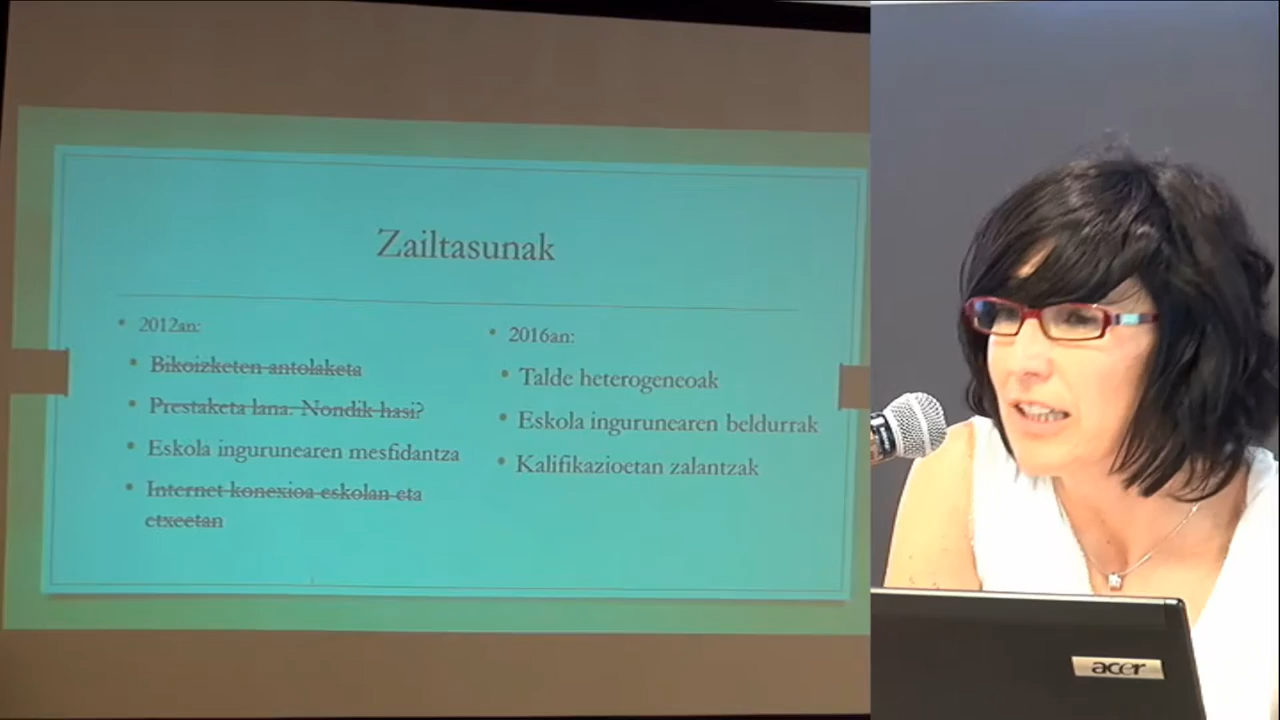 Zailtasunak
2012an:
Bikoizketen antolaketa
Prestaketa lana. Nondik hasi?
Eskola ingurunearen mesfidantza
Internet konexioa eskolan eta
etxeetan
2016an:
Talde heterogeneoak
Eskola ingurunearen beldurrak
Kalifikazioetan zalantzak
acer